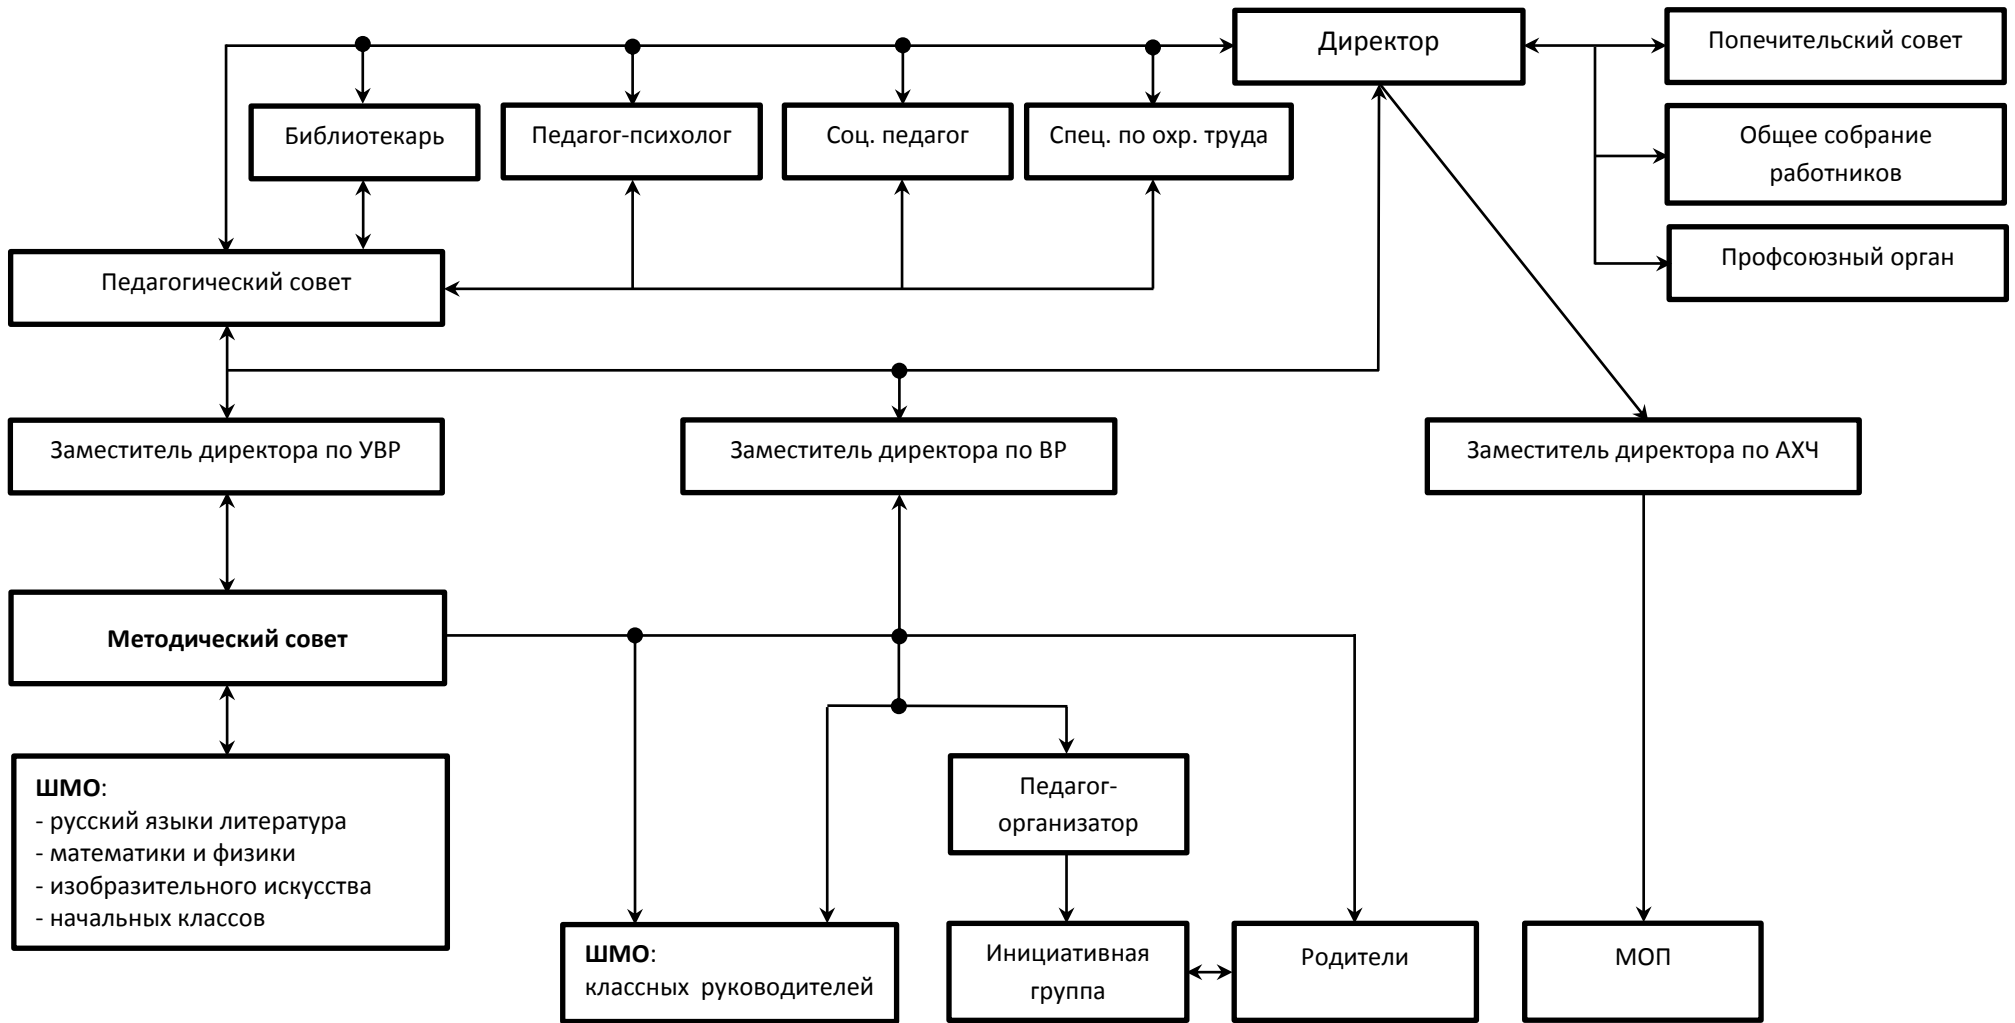 Директор
Попечительский совет
Библиотекарь
Педагог-психолог
Соц. педагог
Спец. по охр. труда
Общее собрание
работников
Педагогический совет
Профсоюзный орган
Заместитель директора по УВР
Заместитель директора по ВР
Заместитель директора по АХЧ
Методический совет
ШМО:
- русский языки литература
- математики и физики
- изобразительного искусства
- начальных классов
Педагог-
организатор
ШМО:
классных руководителей
Инициативная
группа
Родители
МОП